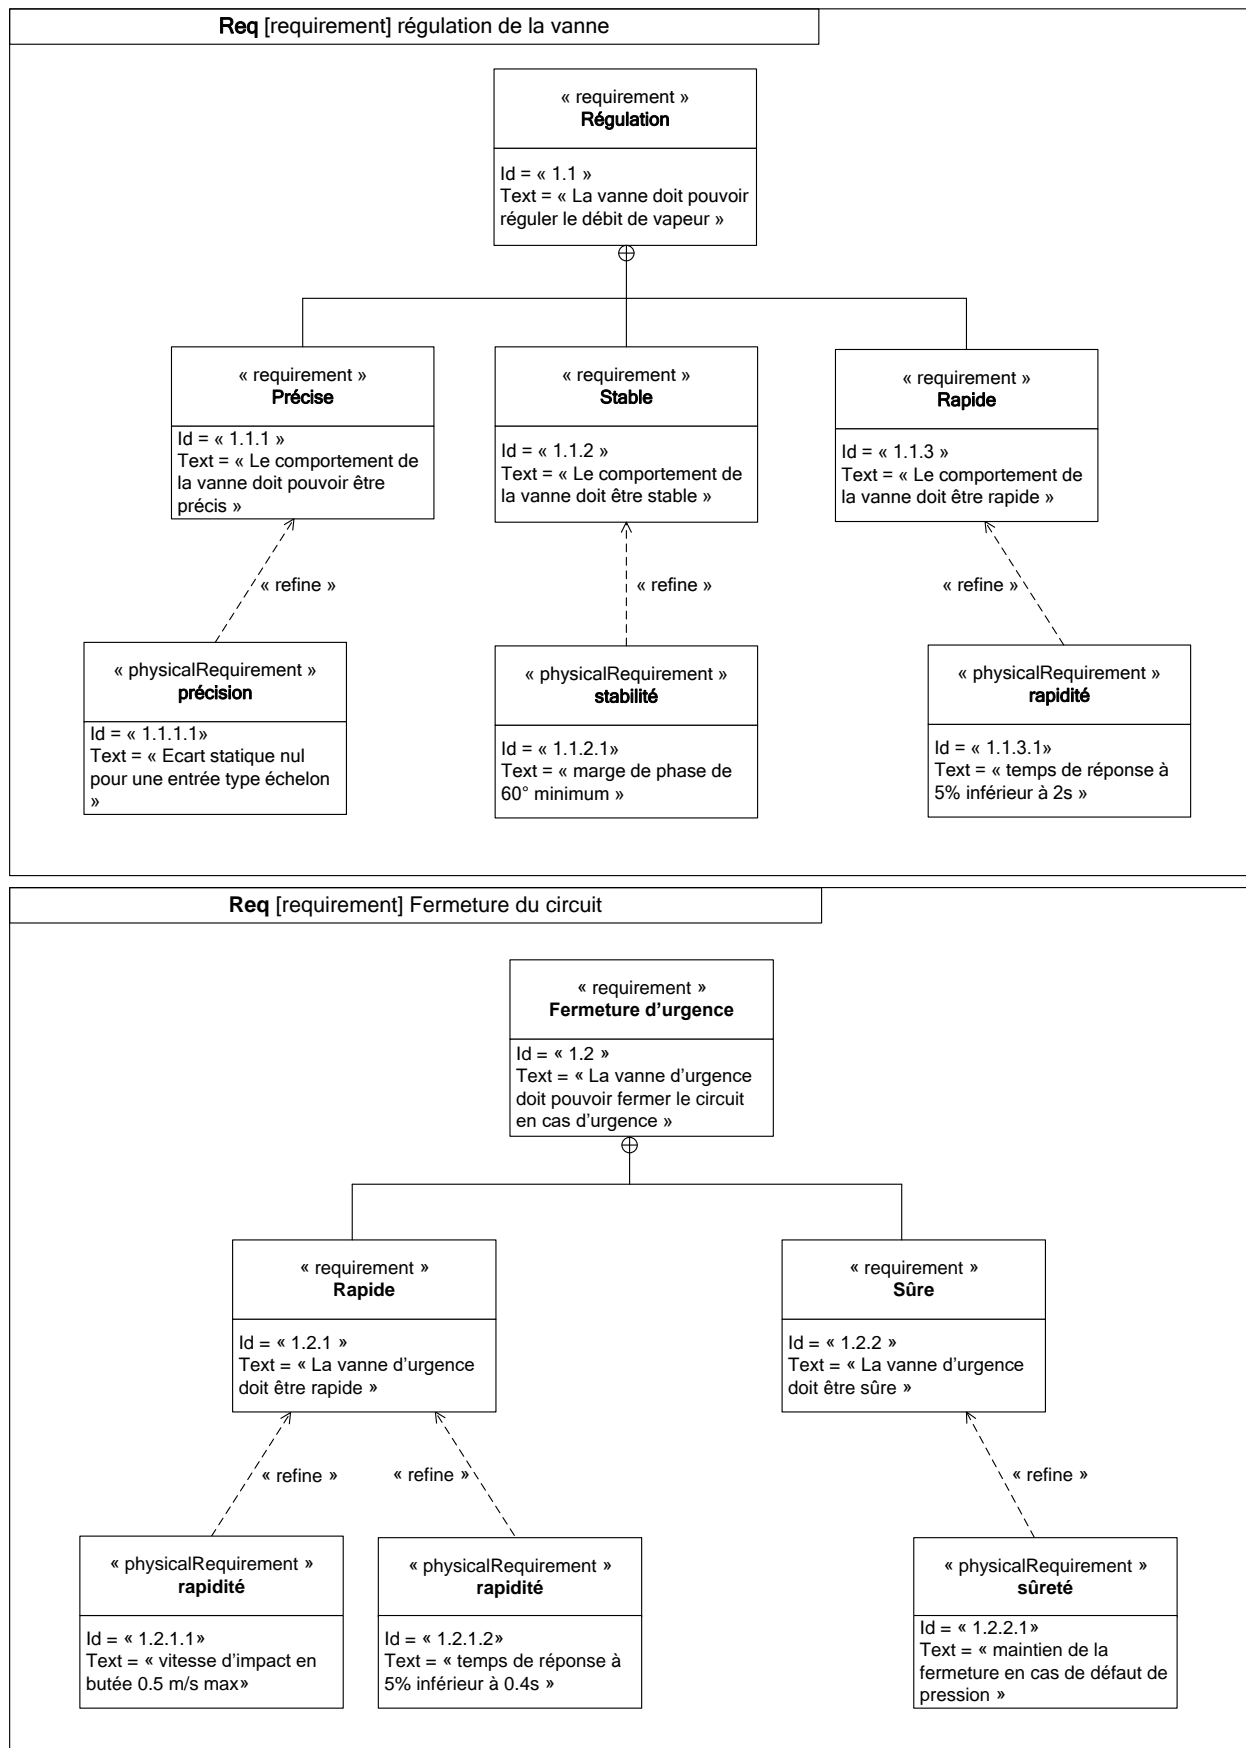 Req [requirement] régulation de la vanne
« requirement »
Régulation
Id = « 1.1 »
Text = « La vanne doit pouvoir
réguler le débit de vapeur »
« requirement »
Précise
Id = « 1.1.1 »
Text = « Le comportement de
la vanne doit pouvoir être
précis »
« requirement »
Stable
Id = « 1.1.2 »
Text = « Le comportement de
la vanne doit être stable »
« requirement »
Rapide
Id = « 1.1.3 »
Text = « Le comportement de
la vanne doit être rapide »
« refine »
« refine »
« refine »
« physicalRequirement »
précision
Id = « 1.1.1.1»
Text = « Ecart statique nul
pour une entrée type échelon
»
« physicalRequirement »
stabilité
Id = « 1.1.2.1»
Text = « marge de phase de
60° minimum »
« physicalRequirement »
rapidité
Id = « 1.1.3.1»
Text = « temps de réponse à
5% inférieur à 2s »
Req [requirement] Fermeture du circuit
« requirement »
Fermeture d’urgence
Id = « 1.2 »
Text = « La vanne d’urgence
doit pouvoir fermer le circuit
en cas d’urgence »
« requirement »
Rapide
Id = « 1.2.1 »
Text = « La vanne d’urgence
doit être rapide »
« requirement »
Sûre
Id = « 1.2.2 »
Text = « La vanne d’urgence
doit être sûre »
« refine »
« refine »
« refine »
« physicalRequirement »
rapidité
Id = « 1.2.1.1»
Text = « vitesse d’impact en
butée 0.5 m/s max»
« physicalRequirement »
rapidité
Id = « 1.2.1.2»
Text = « temps de réponse à
5% inférieur à 0.4s »
« physicalRequirement »
sûreté
Id = « 1.2.2.1»
Text = « maintien de la
fermeture en cas de défaut de
pression »